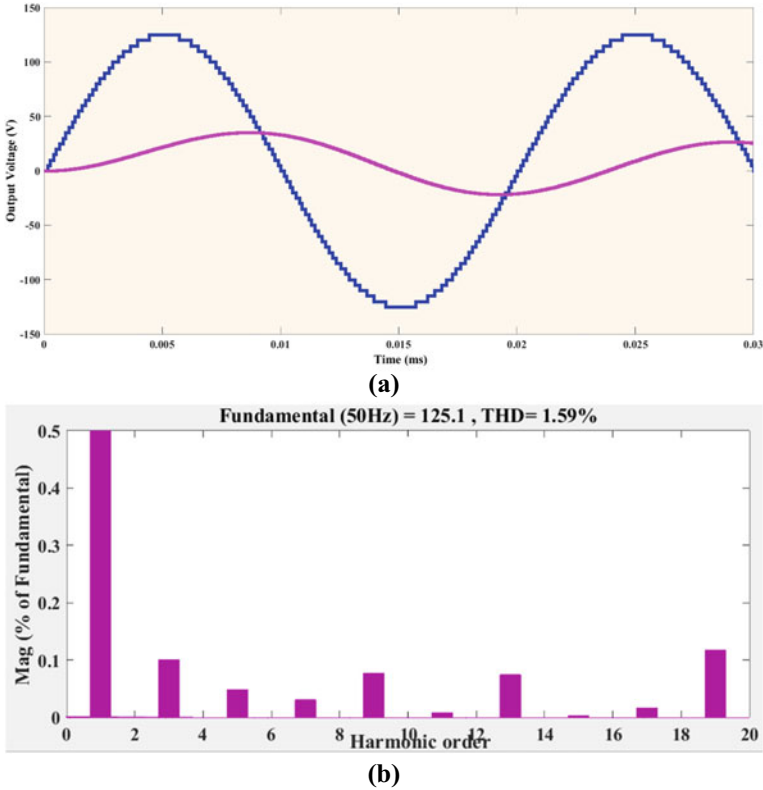 150
100
50
0
-50
-100
-150
Output Voltage (V)
0 0.005 0.01 0.015 0.02 0.025 0.03
Time (ms)
(a)
Fundamental (50Hz) = 125.1 , THD= 1.59%
0.5
0.4
0.3
0.2
0.1
0
Mag (% of Fundamental)
0 2 4 6 8 10 12 14 16 18 20
Harmonic order
(b)